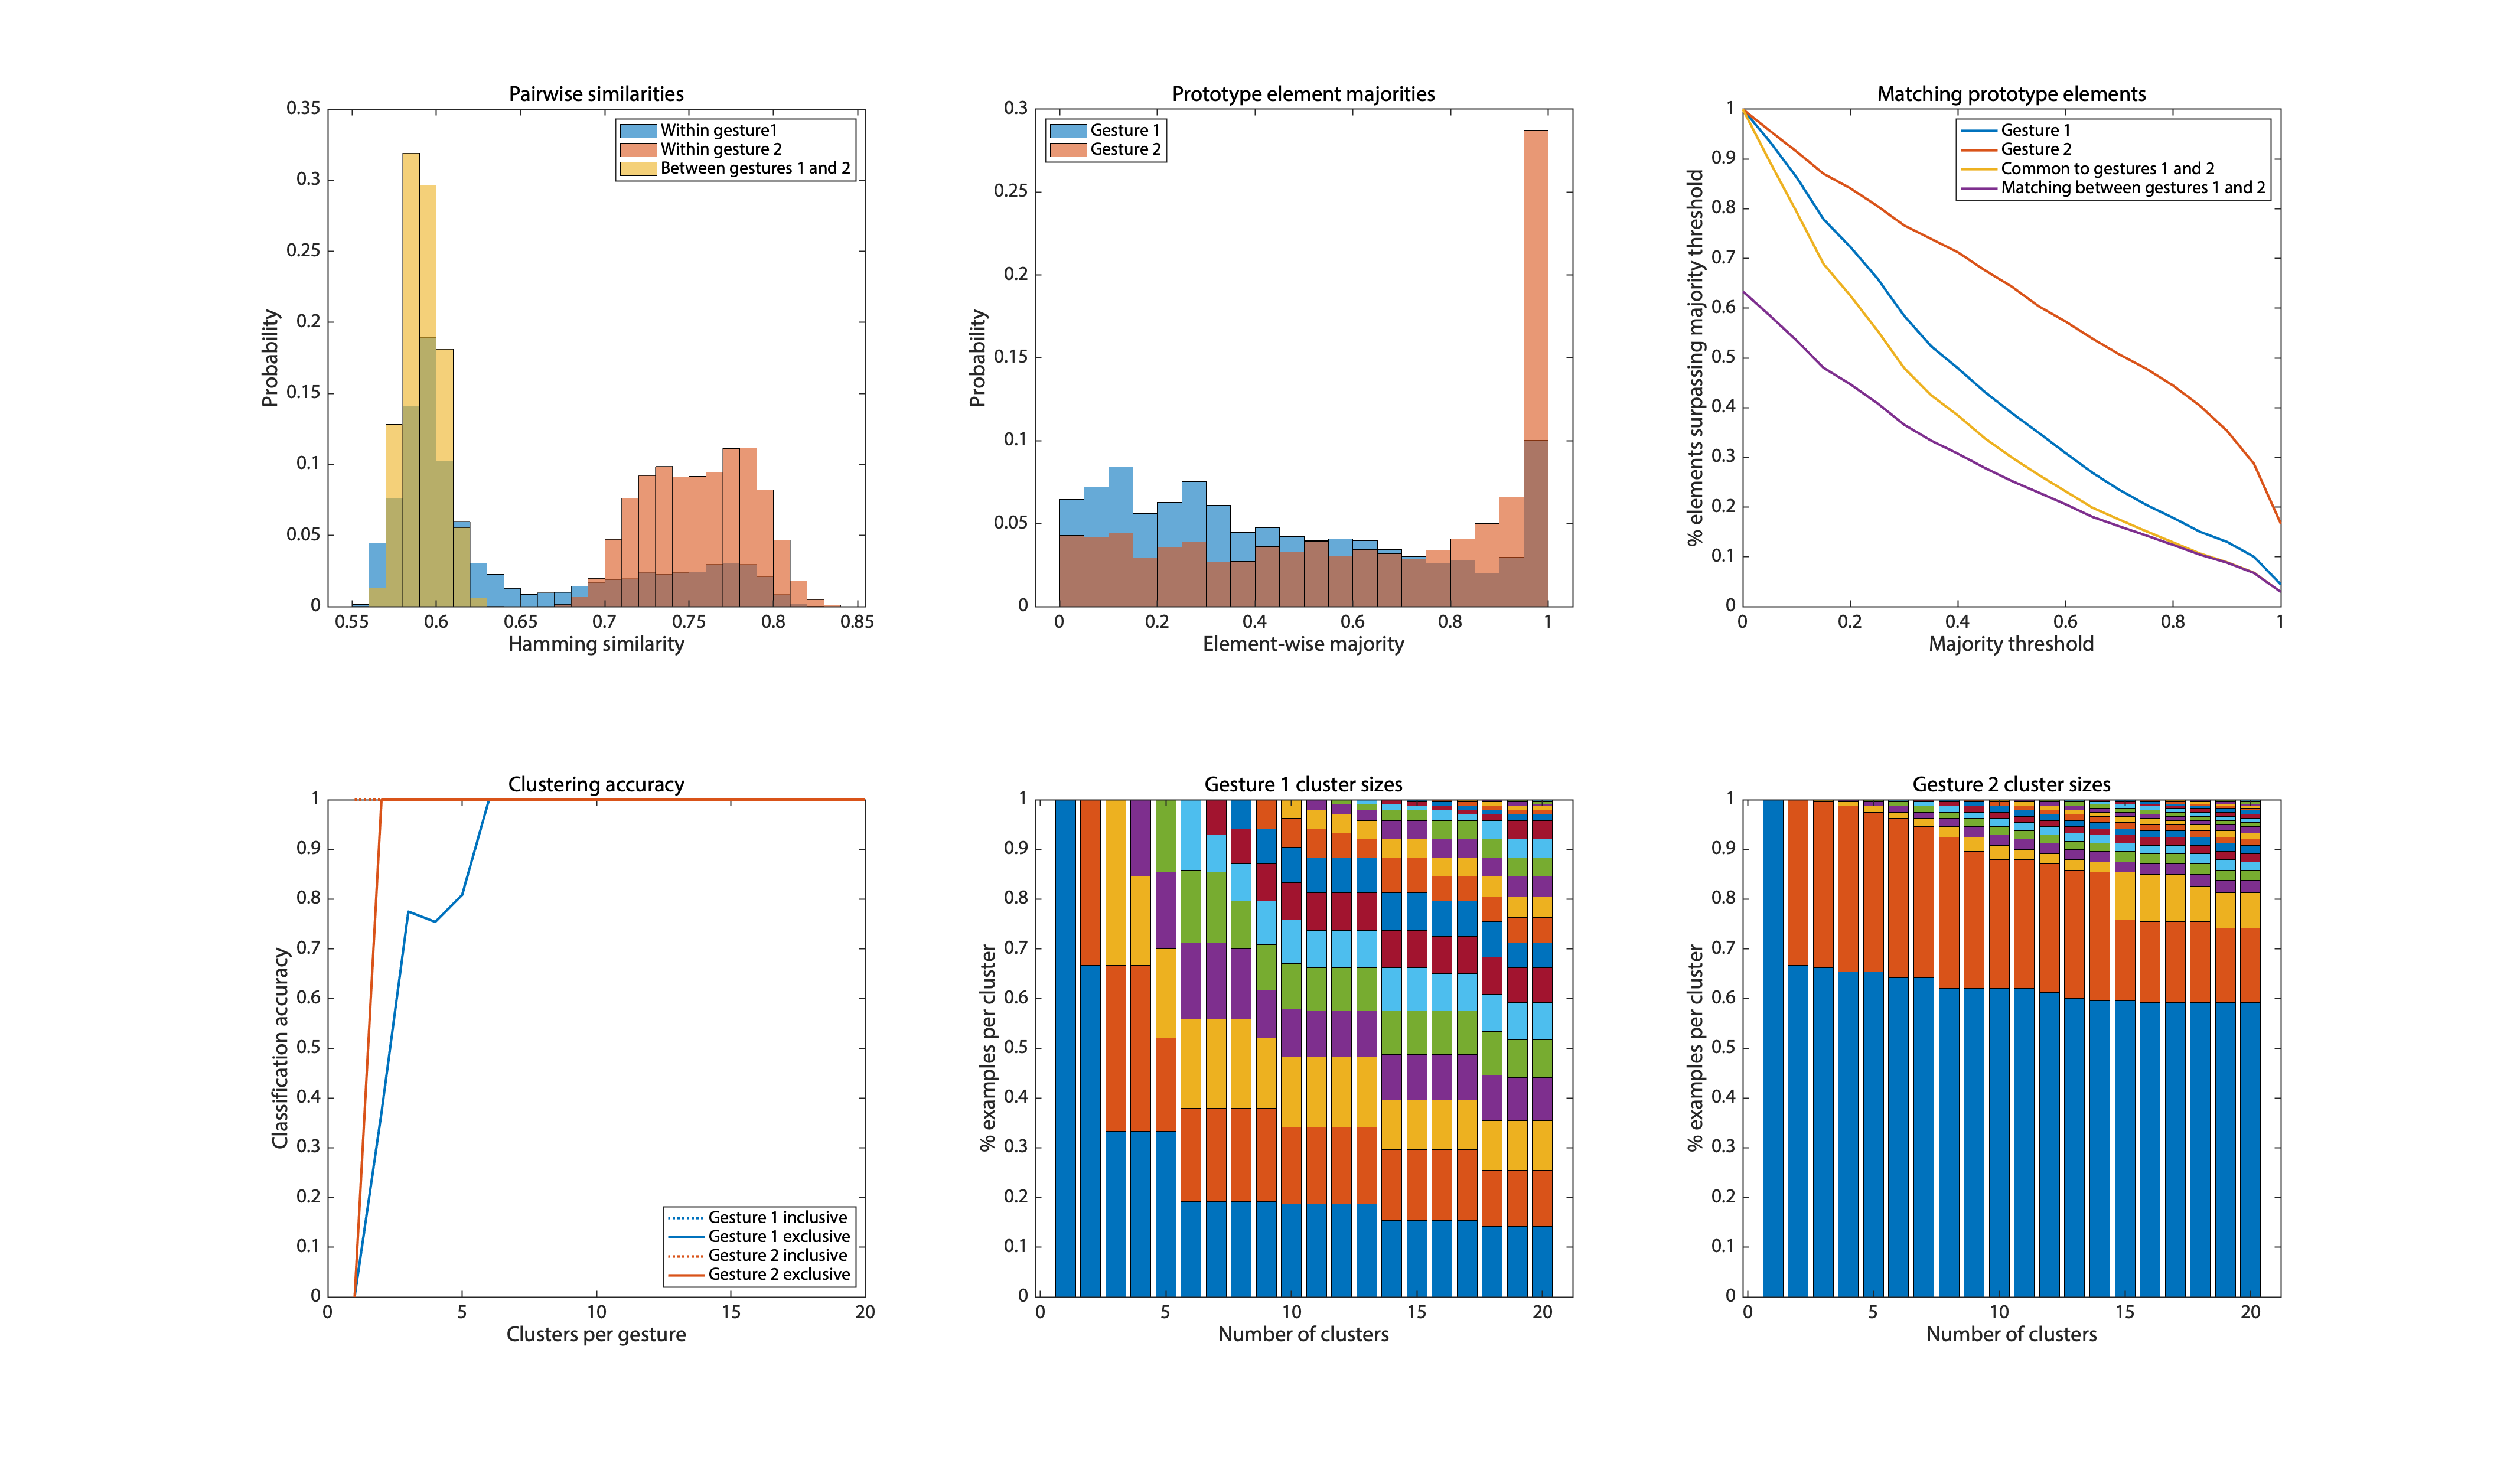 Pairwise similarities
0.35
0.3
0.25
0.2
0.15
0.1
0.05
0
Probability
Within gesture1
Within gesture 2
Between gestures 1 and 2
0.55 0.6 0.65 0.7 0.75 0.8 0.85
Hamming similarity
Prototype element majorities
0.3
0.25
0.2
0.15
0.1
0.05
0
Probability
Gesture 1
Gesture 2
0 0.2 0.4 0.6 0.8 1
Element-wise majority
Matching prototype elements
1
0.9
0.8
0.7
0.6
0.5
0.4
0.3
0.2
0.1
0
% elements surpassing majority threshold
Gesture 1
Gesture 2
Common to gestures 1 and 2
Matching between gestures 1 and 2
0 0.2 0.4 0.6 0.8 1
Majority threshold
Clustering accuracy
1
0.9
0.8
0.7
0.6
0.5
0.4
0.3
0.2
0.1
0
Classification accuracy
Gesture 1 inclusive
Gesture 1 exclusive
Gesture 2 inclusive
Gesture 2 exclusive
0 5 10 15 20
Clusters per gesture
Gesture 1 cluster sizes
1
0.9
0.8
0.7
0.6
0.5
0.4
0.3
0.2
0.1
0
% examples per cluster
0 5 10 15 20
Number of clusters
Gesture 2 cluster sizes
1
0.9
0.8
0.7
0.6
0.5
0.4
0.3
0.2
0.1
0
% examples per cluster
0 5 10 15 20
Number of clusters